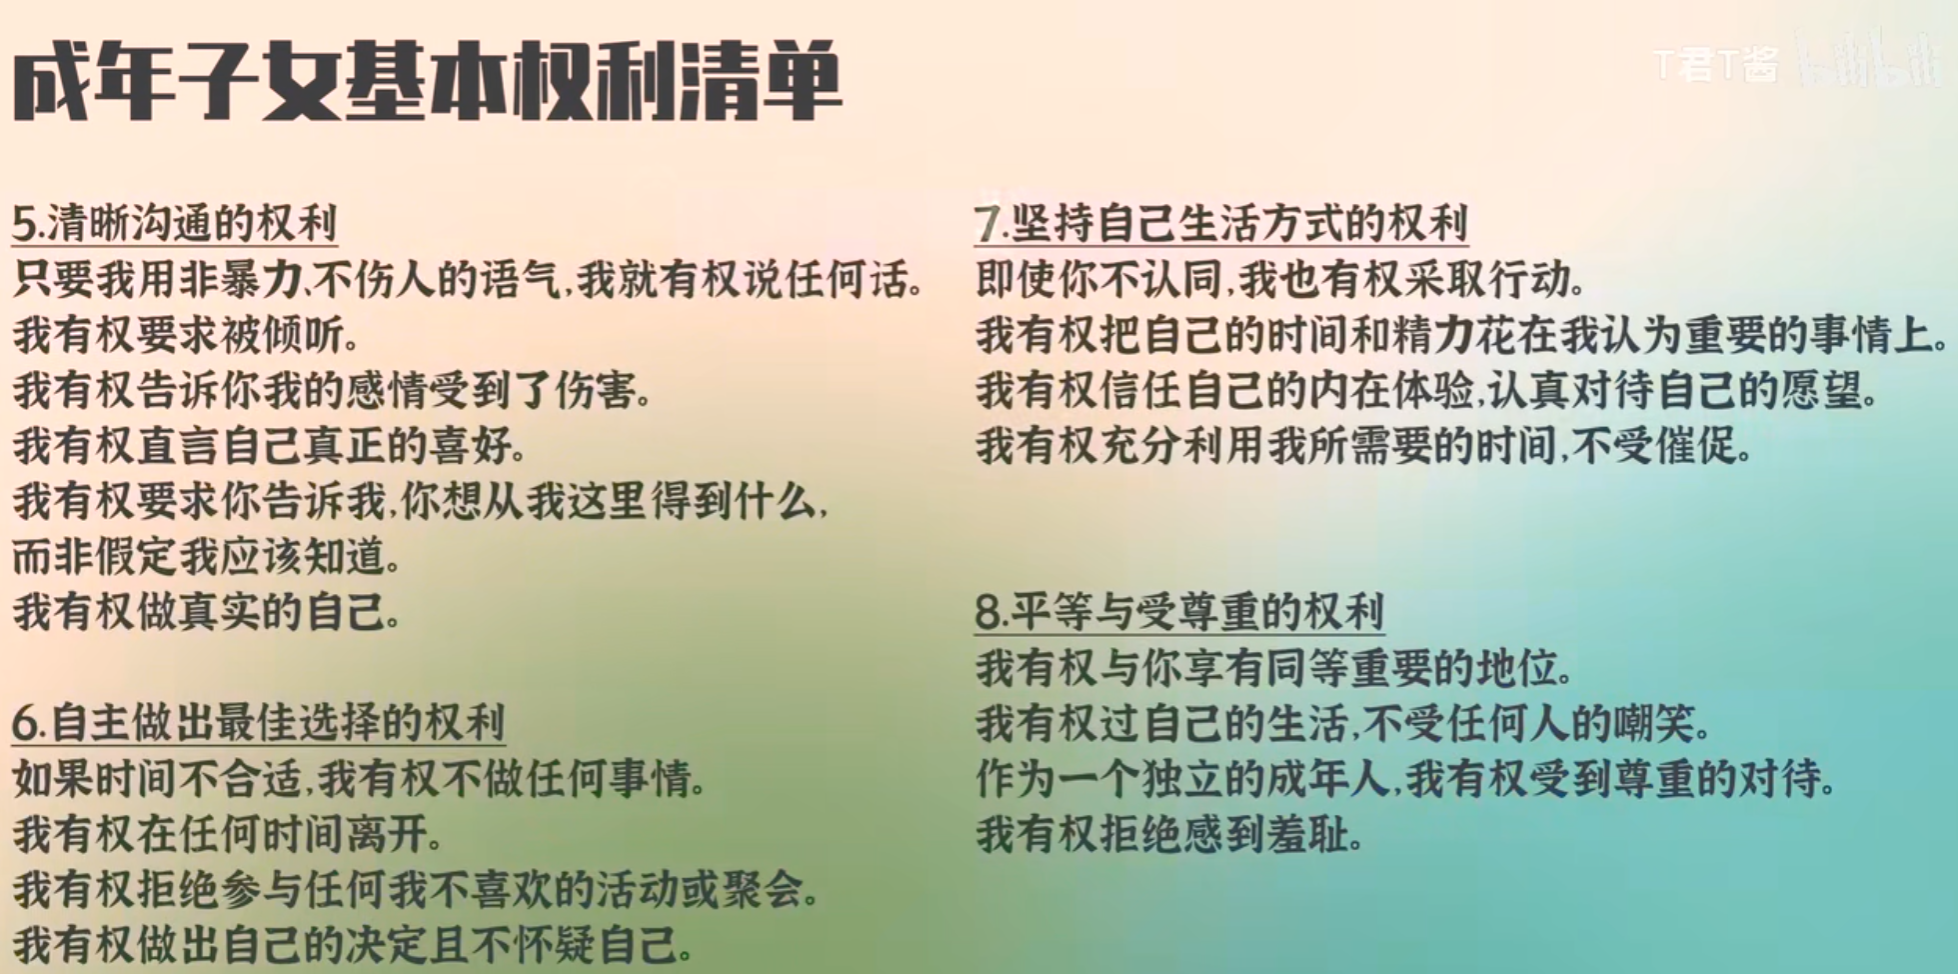 成年子女基本权利清单
T君T酱 bilibili
5.清晰沟通的权利
只要我用非暴力、不伤人的语气,我就有权说任何话。
我有权要求被倾听。
我有权告诉你我的感情受到了伤害。
我有权直言自己真正的喜好。
我有权要求你告诉我,你想从我这里得到什么,
而非假定我应该知道。
我有权做真实的自己。
6.自主做出最佳选择的权利
如果时间不合适,我有权不做任何事情。
我有权在任何时间离开。
我有权拒绝参与任何我不喜欢的活动或聚会。
我有权做出自己的决定且不怀疑自己。
7.坚持自己生活方式的权利
即使你不认同,我也有权采取行动。
我有权把自己的时间和精力花在我认为重要的事情上。
我有权信任自己的内在体验,认真对待自己的愿望。
我有权充分利用我所需要的时间,不受催促。
8.平等与受尊重的权利
我有权与你享有同等重要的地位。
我有权过自己的生活,不受任何人的嘲笑。
作为一个独立的成年人,我有权受到尊重的对待。
我有权拒绝感到羞耻。